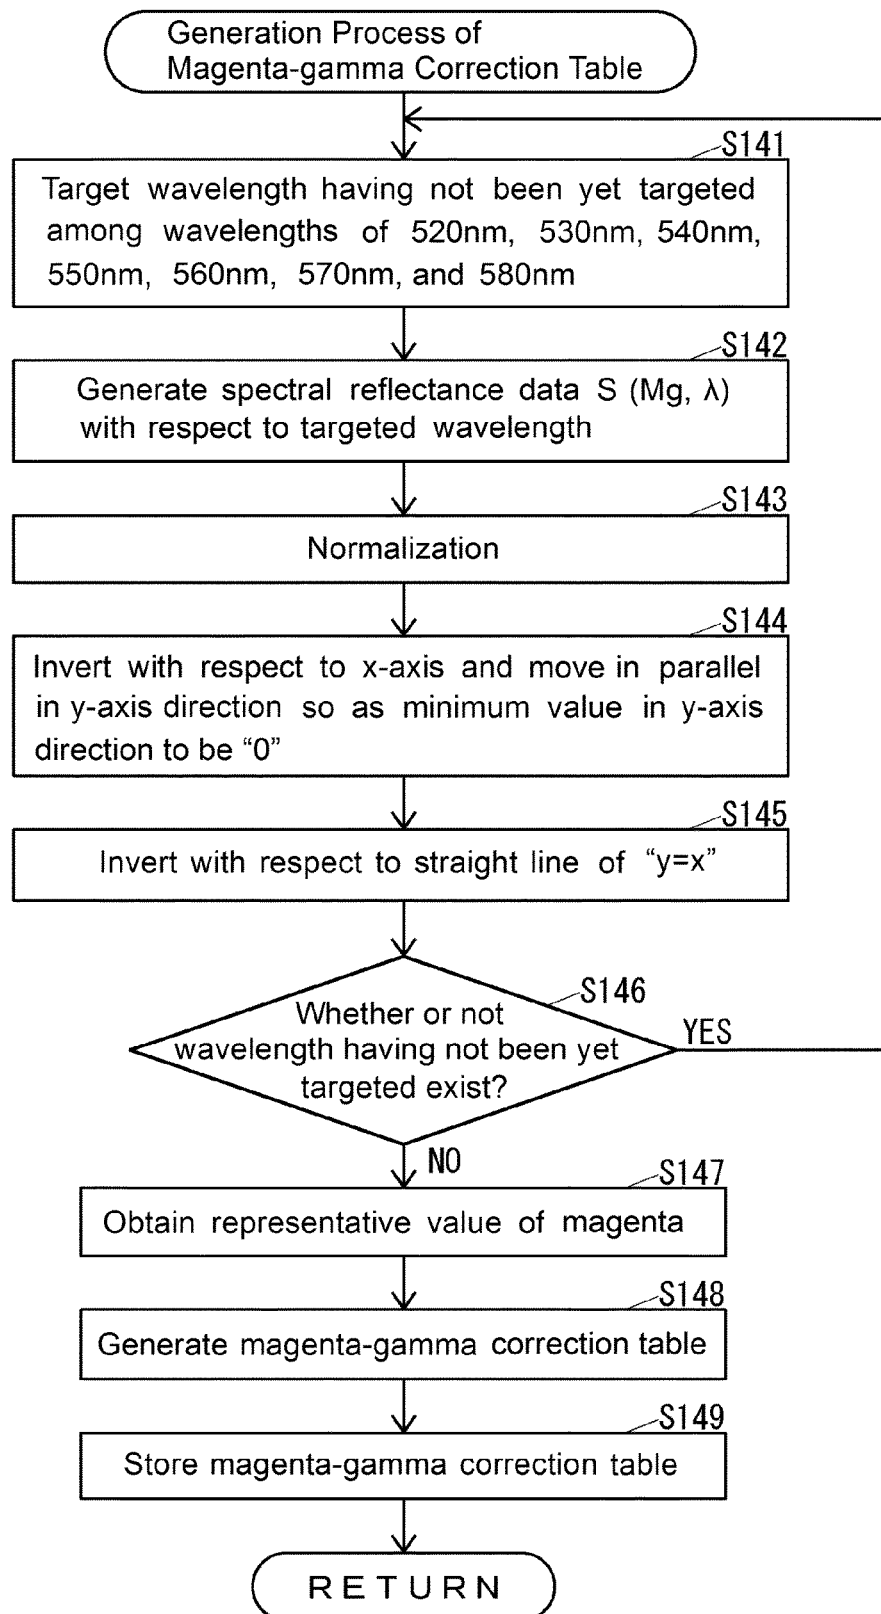 Generation Process of
Magenta-gamma Correction Table
S141
Target wavelength having not been yet targeted
among wavelengths of 520nm, 530nm, 540nm,
550nm, 560nm, 570nm, and 580nm
S142
Generate spectral reflectance data S (Mg, λ)
with respect to targeted wavelength
S143
Normalization
S144
Invert with respect to x-axis and move in parallel
in y-axis direction so as minimum value in y-axis
direction to be “0”
S145
Invert with respect to straight line of “y=x”
S146
Whether or not
wavelength having not been yet
targeted exist?
YES
NO
S147
Obtain representative value of magenta
S148
Generate magenta-gamma correction table
S149
Store magenta-gamma correction table
RETURN